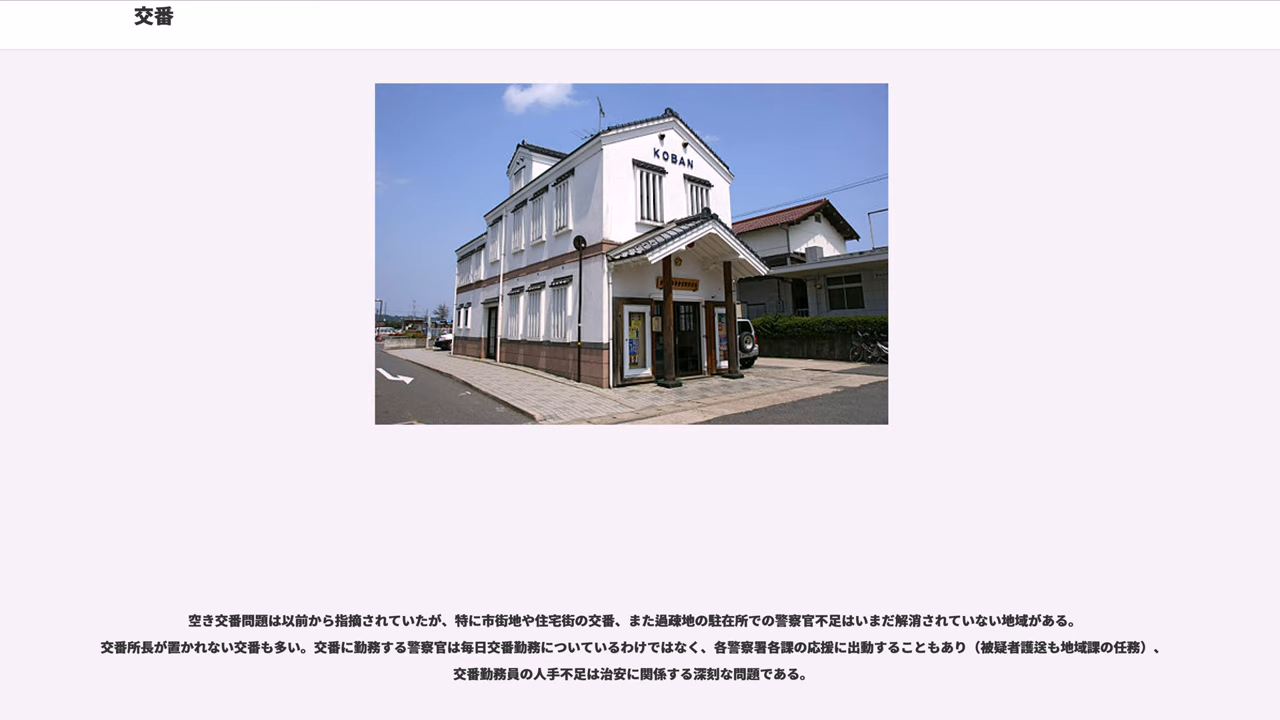 交番
KOBAN
空き交番問題は以前から指摘されていたが、特に市街地や住宅街の交番、また過疎地の駐在所での警察官不足はいまだ解消されていない地域がある。
交番所長が置かれない交番も多い。交番に勤務する警察官は毎日交番勤務についているわけではなく、各警察署各課の応援に出動することもあり（被疑者護送も地域課の任務）、
交番勤務員の人手不足は治安に関係する深刻な問題である。